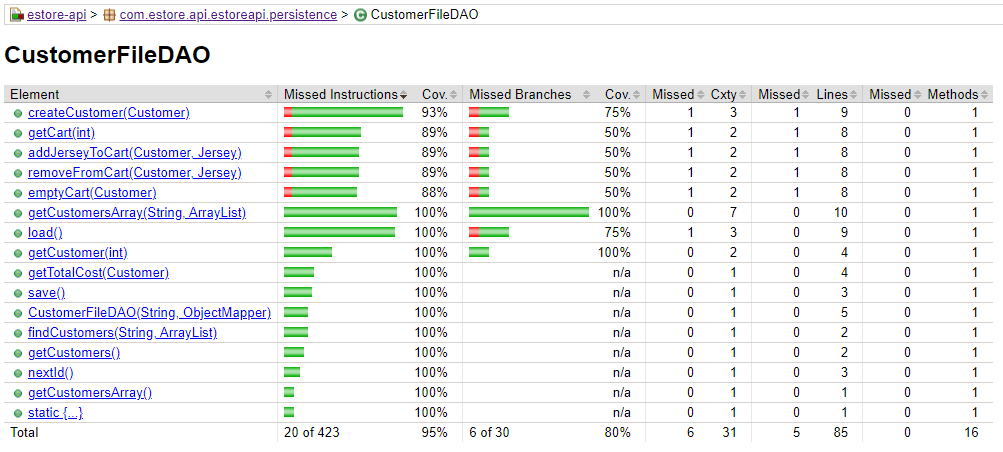 estore-api > com.estore.api.estoreapi.persistence > CustomerFileDAO
CustomerFileDAO
Element Missed Instructions Cov. Missed Branches Cov. Missed Cxty Missed Lines Missed Methods
createCustomer(Customer) 93% 75% 1 3 1 9 0 1
getCart(int) 89% 50% 1 2 1 8 0 1
addJerseyToCart(Customer, Jersey) 89% 50% 1 2 1 8 0 1
removeFromCart(Customer, Jersey) 89% 50% 1 2 1 8 0 1
emptyCart(Customer) 88% 50% 1 2 1 8 0 1
getCustomersArray(String, ArrayList) 100% 100% 0 7 0 10 0 1
load() 100% 75% 1 3 0 9 0 1
getCustomer(int) 100% 100% 0 2 0 4 0 1
getTotalCost(Customer) 100% n/a 0 1 0 4 0 1
save() 100% n/a 0 1 0 3 0 1
CustomerFileDAO(String, ObjectMapper) 100% n/a 0 1 0 5 0 1
findCustomers(String, ArrayList) 100% n/a 0 1 0 2 0 1
getCustomers() 100% n/a 0 1 0 2 0 1
nextId() 100% n/a 0 1 0 3 0 1
getCustomersArray() 100% n/a 0 1 0 1 0 1
static {...} 100% n/a 0 1 0 1 0 1
Total 20 of 423 95% 6 of 30 80% 6 31 5 85 0 16